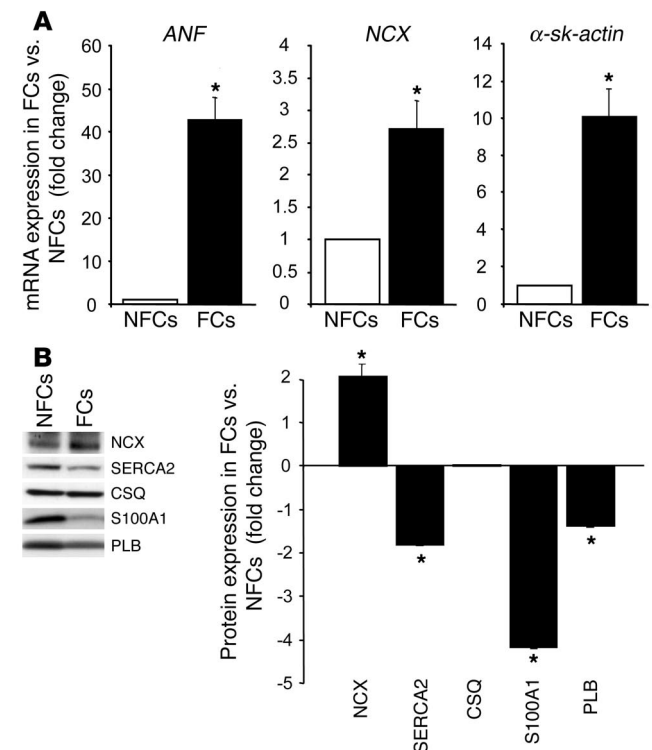 A
ANF
NCX
α-sk-actin
mRNA expression in FCs vs.
NFCs (fold change)
60
50
40
30
20
10
0
NFCs FCs
4
3.5
3
2.5
2
1.5
1
0.5
0
NFCs FCs
14
12
10
8
6
4
2
0
NFCs FCs
*
*
*
B
NFCs
FCs
NCX
SERCA2
CSQ
S100A1
PLB
Protein expression in FCs vs.
NFCs (fold change)
2
1
0
-1
-2
-3
-4
-5
*
*
*
*
NCX
SERCA2
CSQ
S100A1
PLB